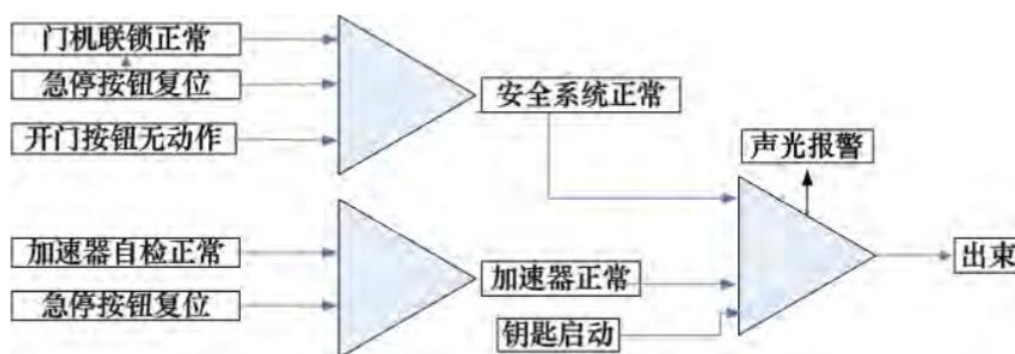 门机联锁正常
急停按钮复位
开门按钮无动作
安全系统正常
声光报警
加速器自检正常
急停按钮复位
加速器正常
钥匙启动
出束